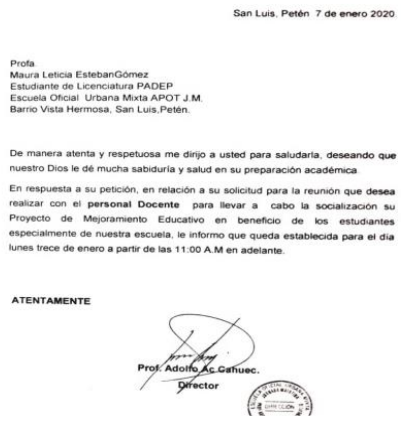 San Luis, Petén 7 de enero 2020.
Profa.
Maura Leticia EstebanGómez
Estudiante de Licenciatura PADEP
Escuela Oficial Urbana Mixta APOT J.M.
Barrio Vista Hermosa, San Luis,Petén.
De manera atenta y respetuosa me dirijo a usted para saludarla, deseando que
nuestro Dios le dé mucha sabiduría y salud en su preparación académica.
En respuesta a su petición, en relación a su solicitud para la reunión que desea
realizar con el personal Docente para llevar a cabo la socialización su
Proyecto de Mejoramiento Educativo en beneficio de los estudiantes
especialmente de nuestra escuela, le informo que queda establecida para el día
lunes trece de enero a partir de las 11:00 A.M en adelante.
ATENTAMENTE
Prof. Adolfo Ac Cahuec.
Director
ESCUELA OFICIAL URBANA MIXTA
DIRECCIÓN